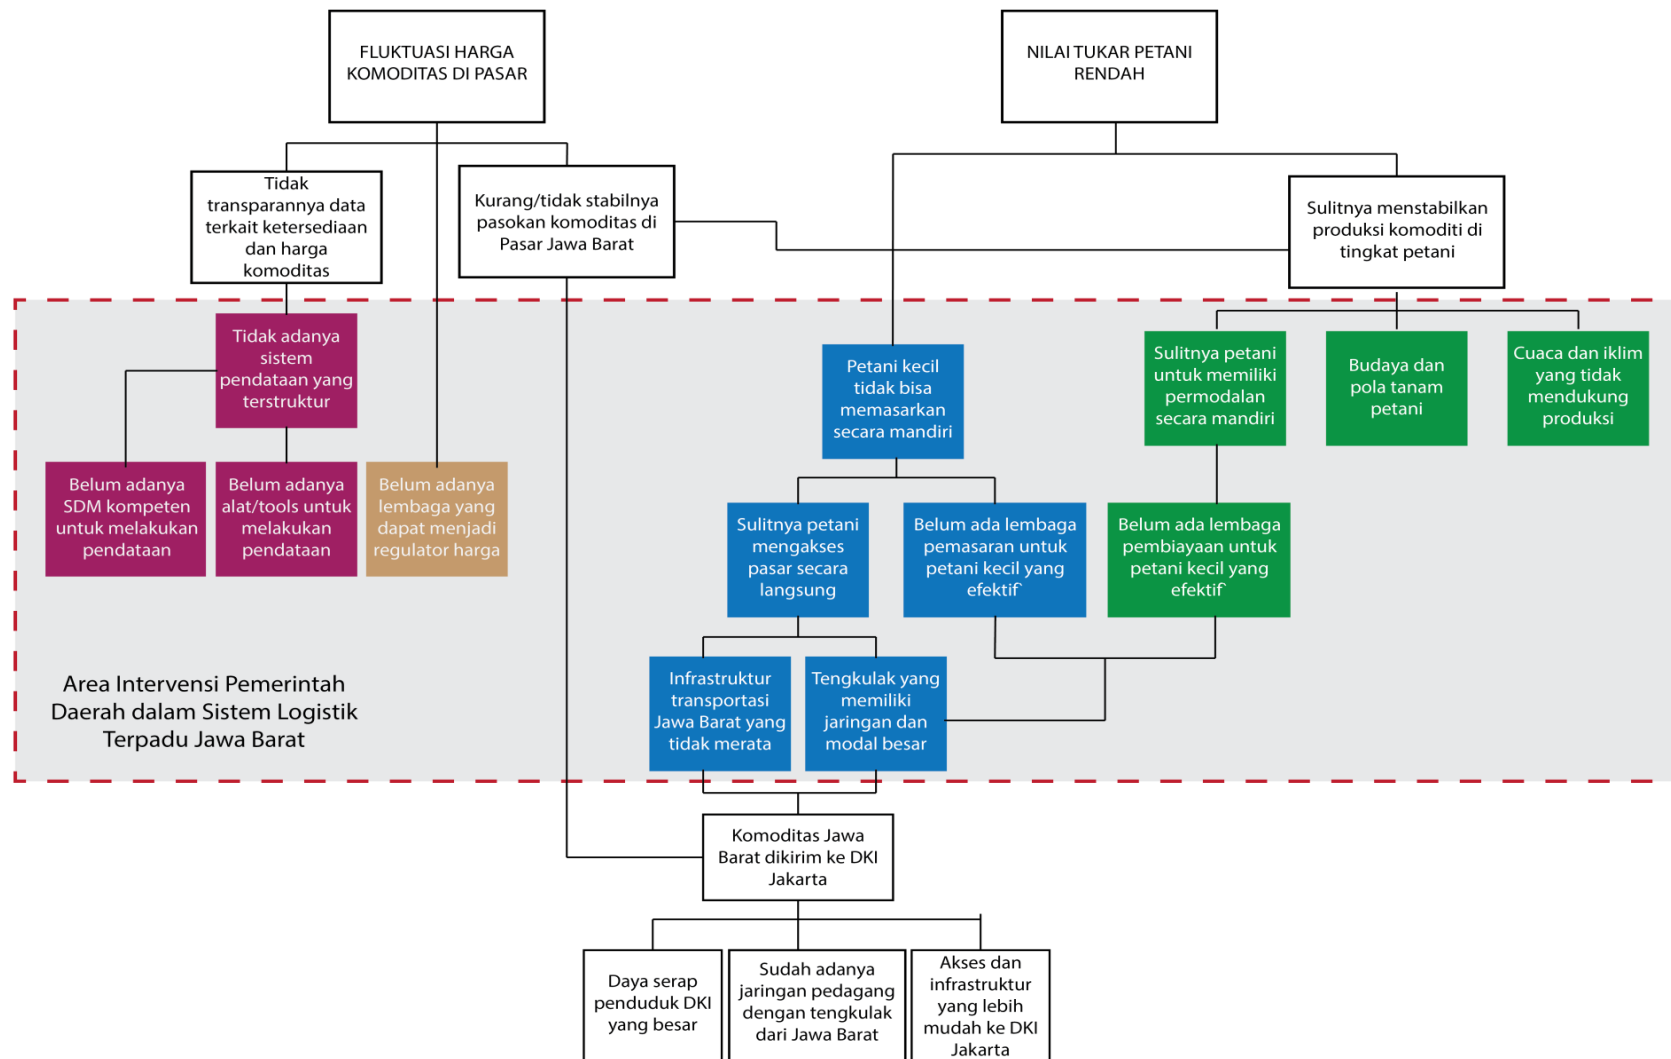 FLUKTUASI HARGA
KOMODITAS DI PASAR
NILAI TUKAR PETANI
RENDAH
Tidak
transparannya data
terkait ketersediaan
dan harga
komoditas
Kurang/tidak stabilnya
pasokan komoditas di
Pasar Jawa Barat
Sulitnya menstabilkan
produksi komoditi di
tingkat petani
Tidak adanya
sistem
pendataan yang
terstruktur
Petani kecil
tidak bisa
memasarkan
secara mandiri
Sulitnya petani
untuk memiliki
permodalan
secara mandiri
Budaya dan
pola tanam
petani
Cuaca dan iklim
yang tidak
mendukung
produksi
Belum adanya
SDM kompeten
untuk melakukan
pendataan
Belum adanya
alat/tools untuk
melakukan
pendataan
Belum adanya
lembaga yang
dapat menjadi
regulator harga
Sulitnya petani
mengakses
pasar secara
langsung
Belum ada lembaga
pemasaran untuk
petani kecil yang
efektif
Belum ada lembaga
pembiayaan untuk
petani kecil yang
efektif
Area Intervensi Pemerintah
Daerah dalam Sistem Logistik
Terpadu Jawa Barat
Infrastruktur
transportasi
Jawa Barat yang
tidak merata
Tengkulak yang
memiliki
jaringan dan
modal besar
Komoditas Jawa
Barat dikirim ke DKI
Jakarta
Daya serap
penduduk DKI
yang besar
Sudah adanya
jaringan pedagang
dengan tengkulak
dari Jawa Barat
Akses dan
infrastruktur
yang lebih
mudah ke DKI
Jakarta